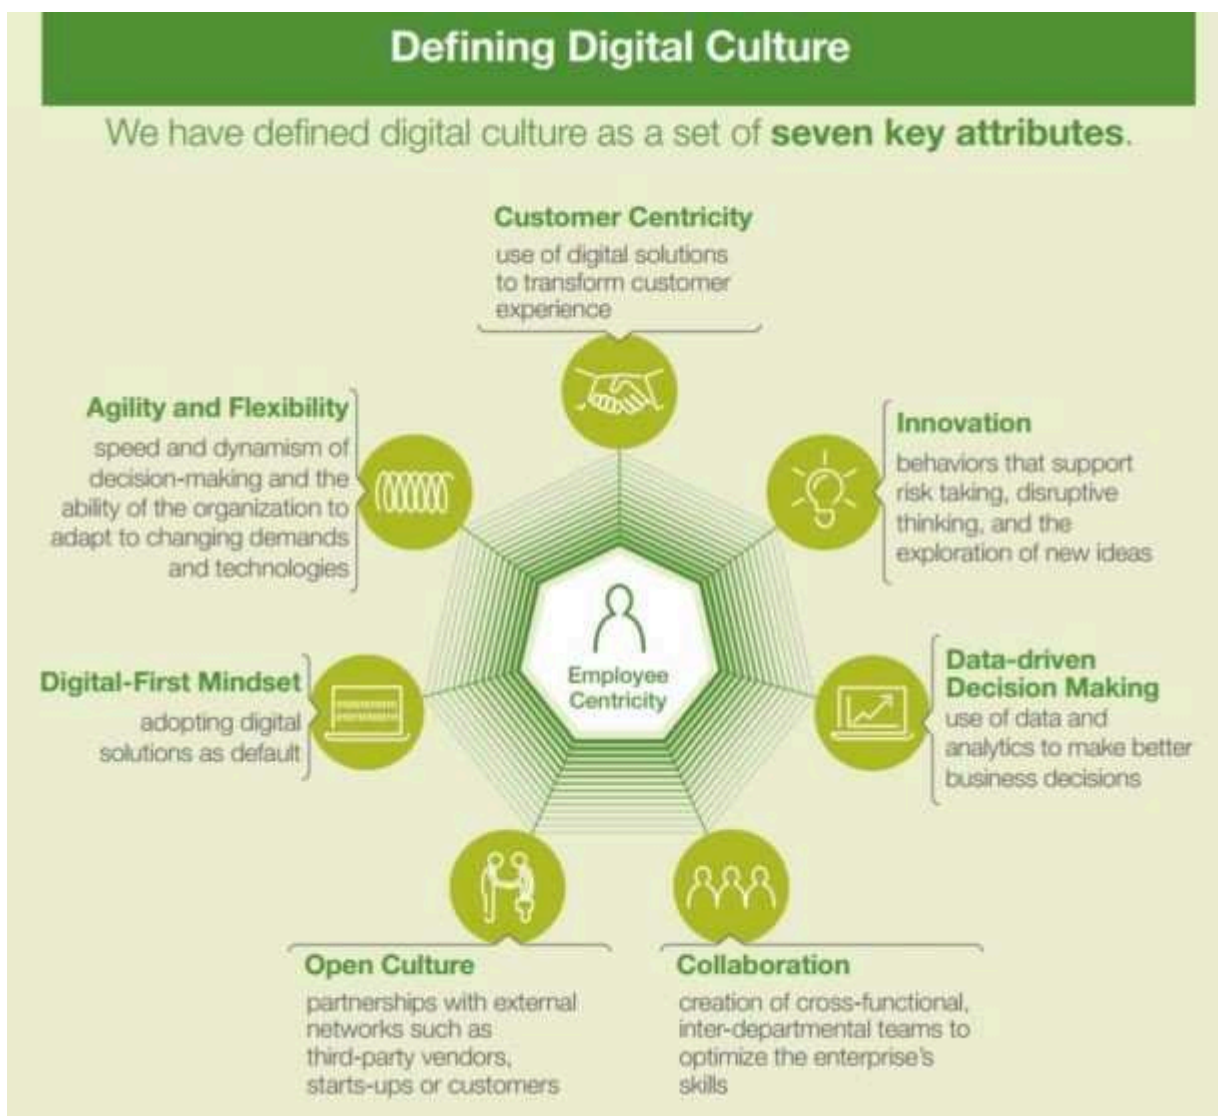 Defining Digital Culture
We have defined digital culture as a set of seven key attributes.
Customer Centricity
use of digital solutions
to transform customer
experience
Agility and Flexibility
speed and dynamism of
decision-making and the
ability of the organization to
adapt to changing demands
and technologies
Innovation
behaviors that support
risk taking, disruptive
thinking, and the
exploration of new ideas
Employee
Centricity
Digital-First Mindset
adopting digital
solutions as default
Data-driven
Decision Making
use of data and
analytics to make better
business decisions
Open Culture
partnerships with external
networks such as
third-party vendors,
starts-ups or customers
Collaboration
creation of cross-functional,
inter-departmental teams to
optimize the enterprise's
skills